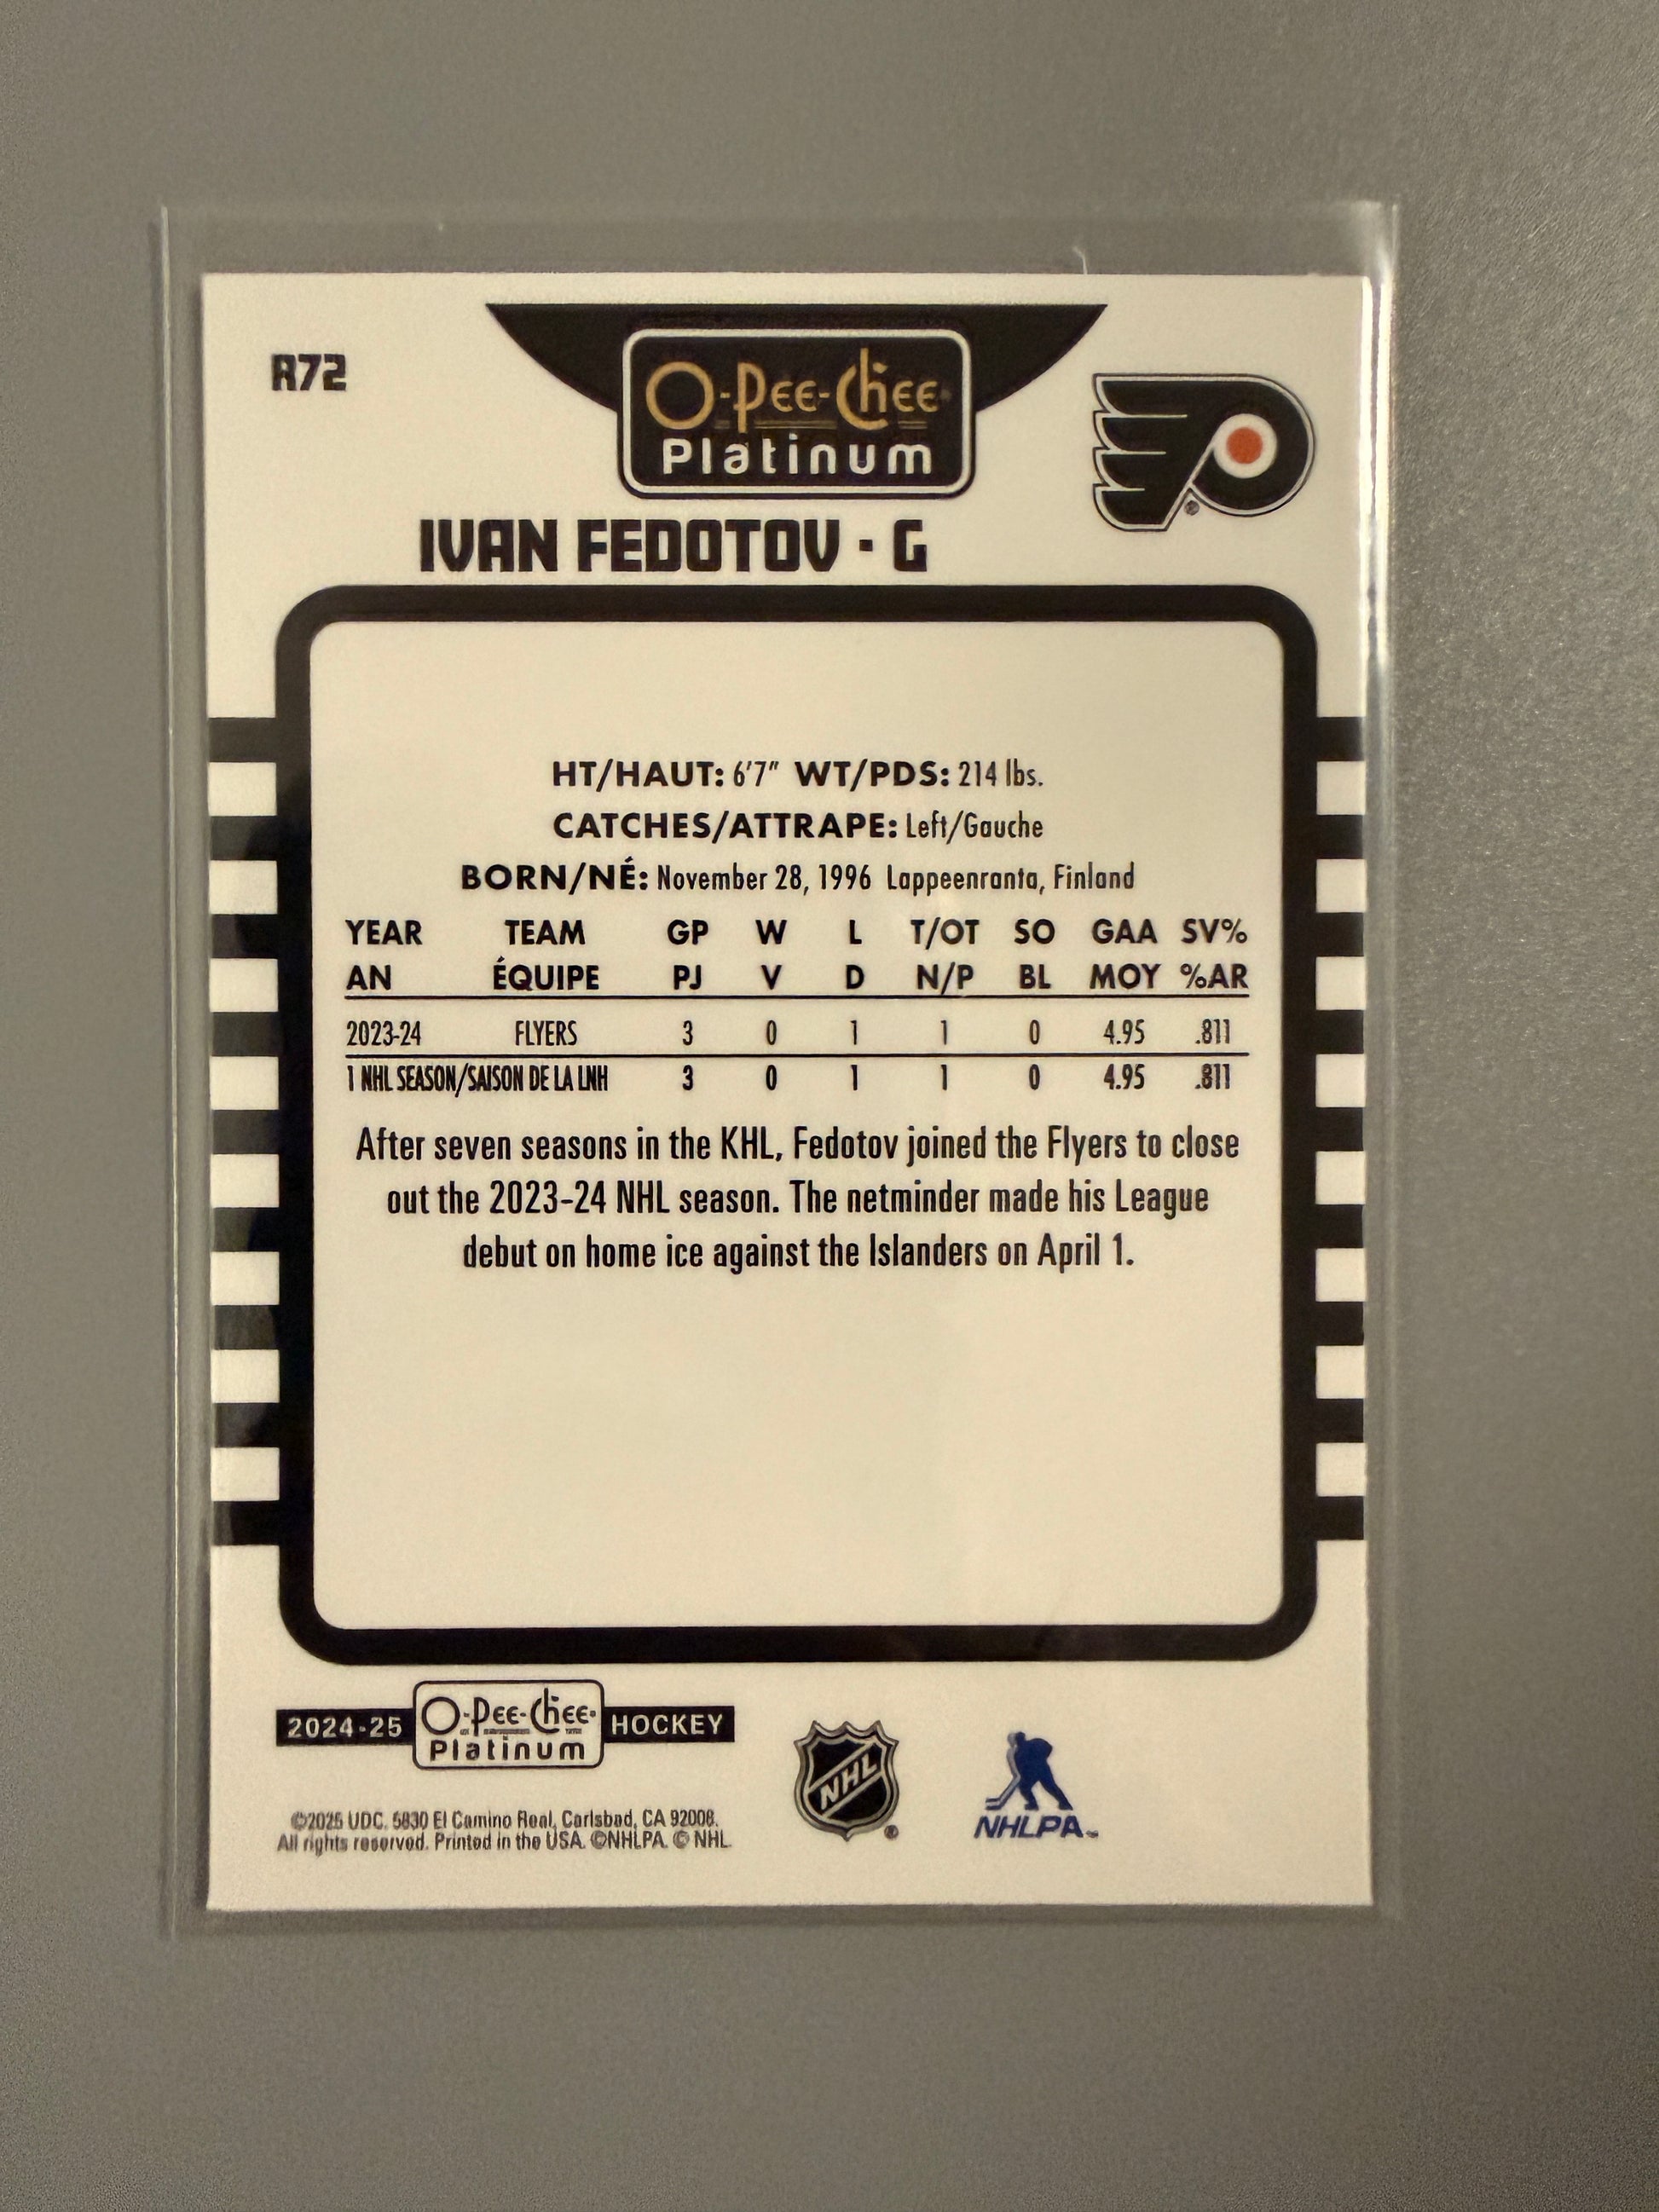 R72
O-Pee-Chee
Platinum
IVAN FEDOTOV · G
HT/HAUT: 6'7" WT/PDS: 214 lbs.
CATCHES/ATTRAPE: Left/Gauche
BORN/NÉ: November 28, 1996 Lappeenranta, Finland
YEAR TEAM GP W L T/OT SO GAA SV%
AN ÉQUIPE PJ V D N/P BL MOY %AR
2023-24 FLYERS 3 0 1 1 0 4.95 .811
1 NHL SEASON/SAISON DE LA LNH 3 0 1 1 0 4.95 .811
After seven seasons in the KHL, Fedotov joined the Flyers to close
out the 2023-24 NHL season. The netminder made his League
debut on home ice against the Islanders on April 1.
2024-25 O-Pee-Chee Platinum HOCKEY
©2025 UDC. 5830 El Camino Real, Carlsbad, CA 92008.
All rights reserved. Printed in the USA. ©NHLPA. © NHL.
NHL
NHLPA